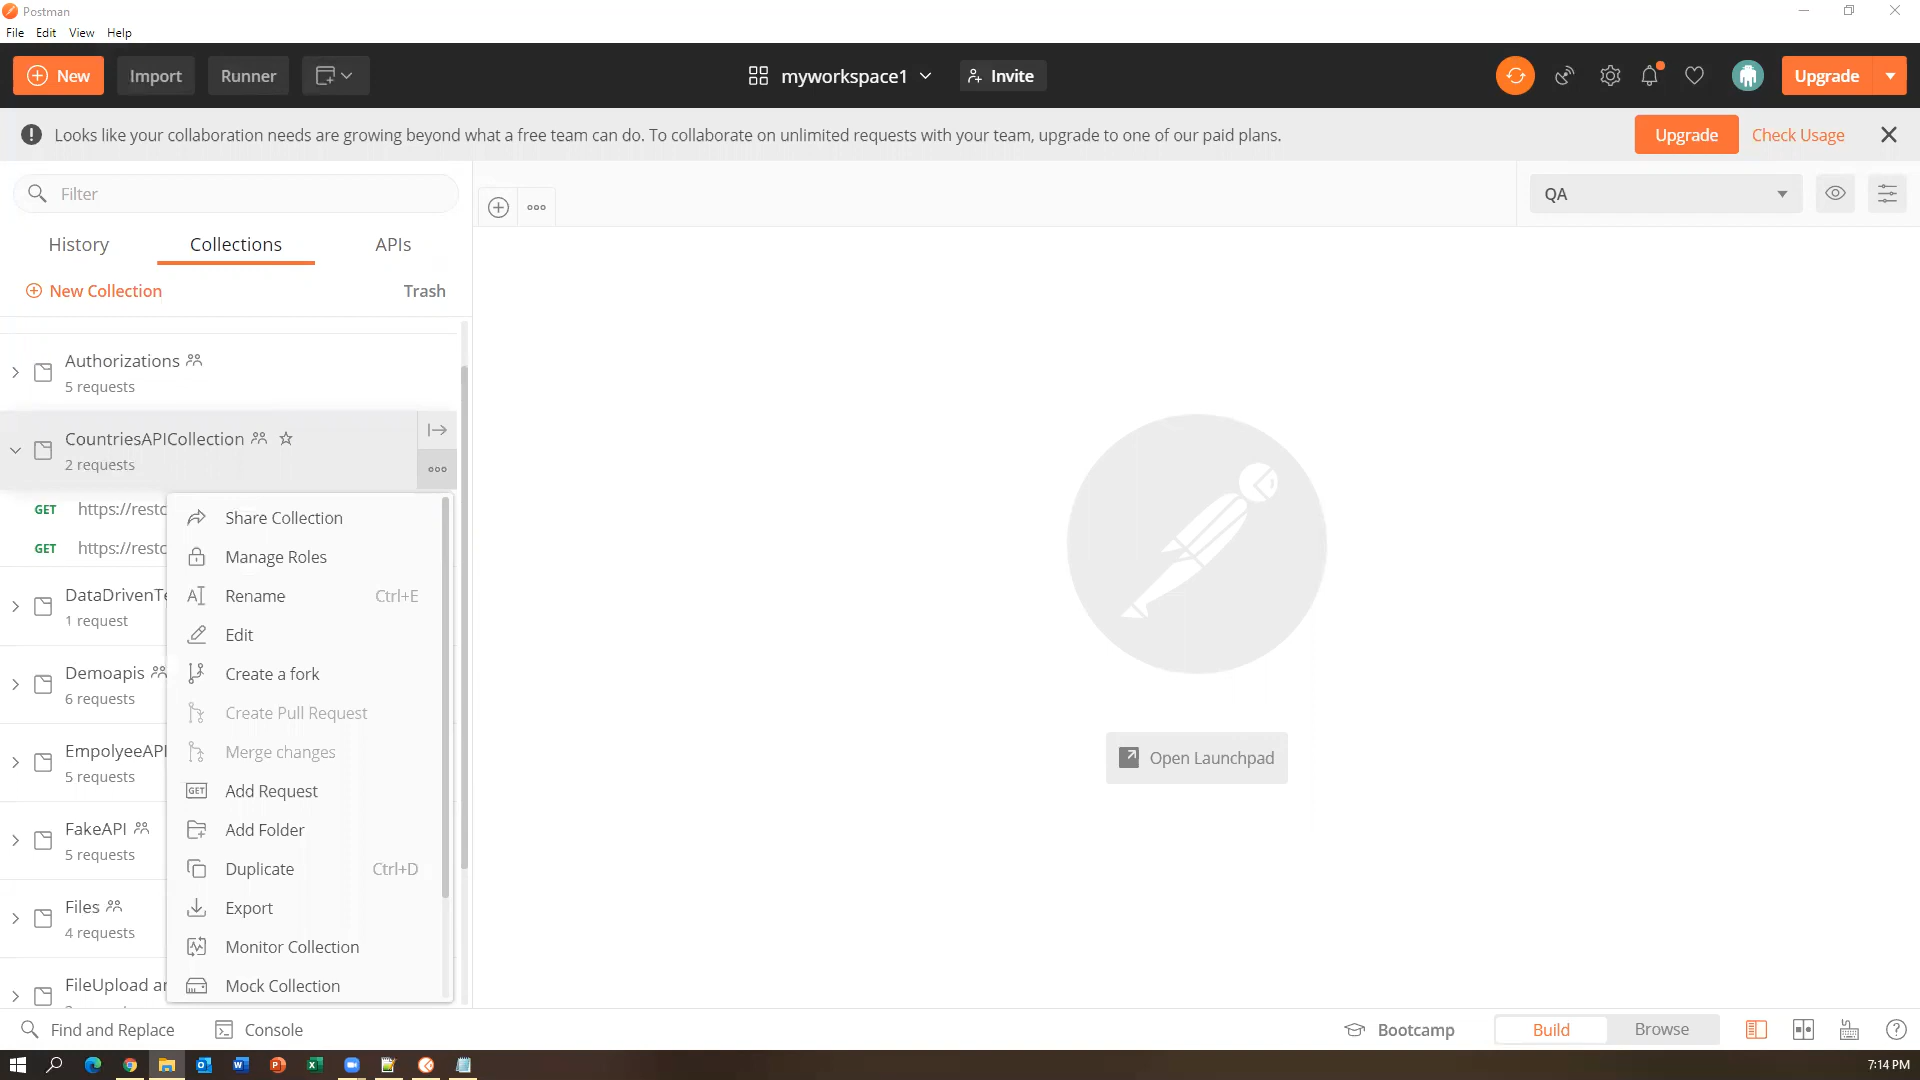 Postman
File Edit View Help
New Import Runner myworkspace1 Invite Upgrade
Looks like your collaboration needs are growing beyond what a free team can do. To collaborate on unlimited requests with your team, upgrade to one of our paid plans. Upgrade Check Usage
Filter
QA
History Collections APIs
New Collection Trash
Authorizations
5 requests
CountriesAPICollection
2 requests
GET https://restc
GET https://restc
DataDrivenTe
1 request
Demoapis
6 requests
EmpolyeeAPI
5 requests
FakeAPI
5 requests
Files
4 requests
FileUpload an
Share Collection
Manage Roles
Rename Ctrl+E
Edit
Create a fork
Create Pull Request
Merge changes
GET Add Request
Add Folder
Duplicate Ctrl+D
Export
Monitor Collection
Mock Collection
Open Launchpad
Find and Replace Console Bootcamp Build Browse
7:14 PM